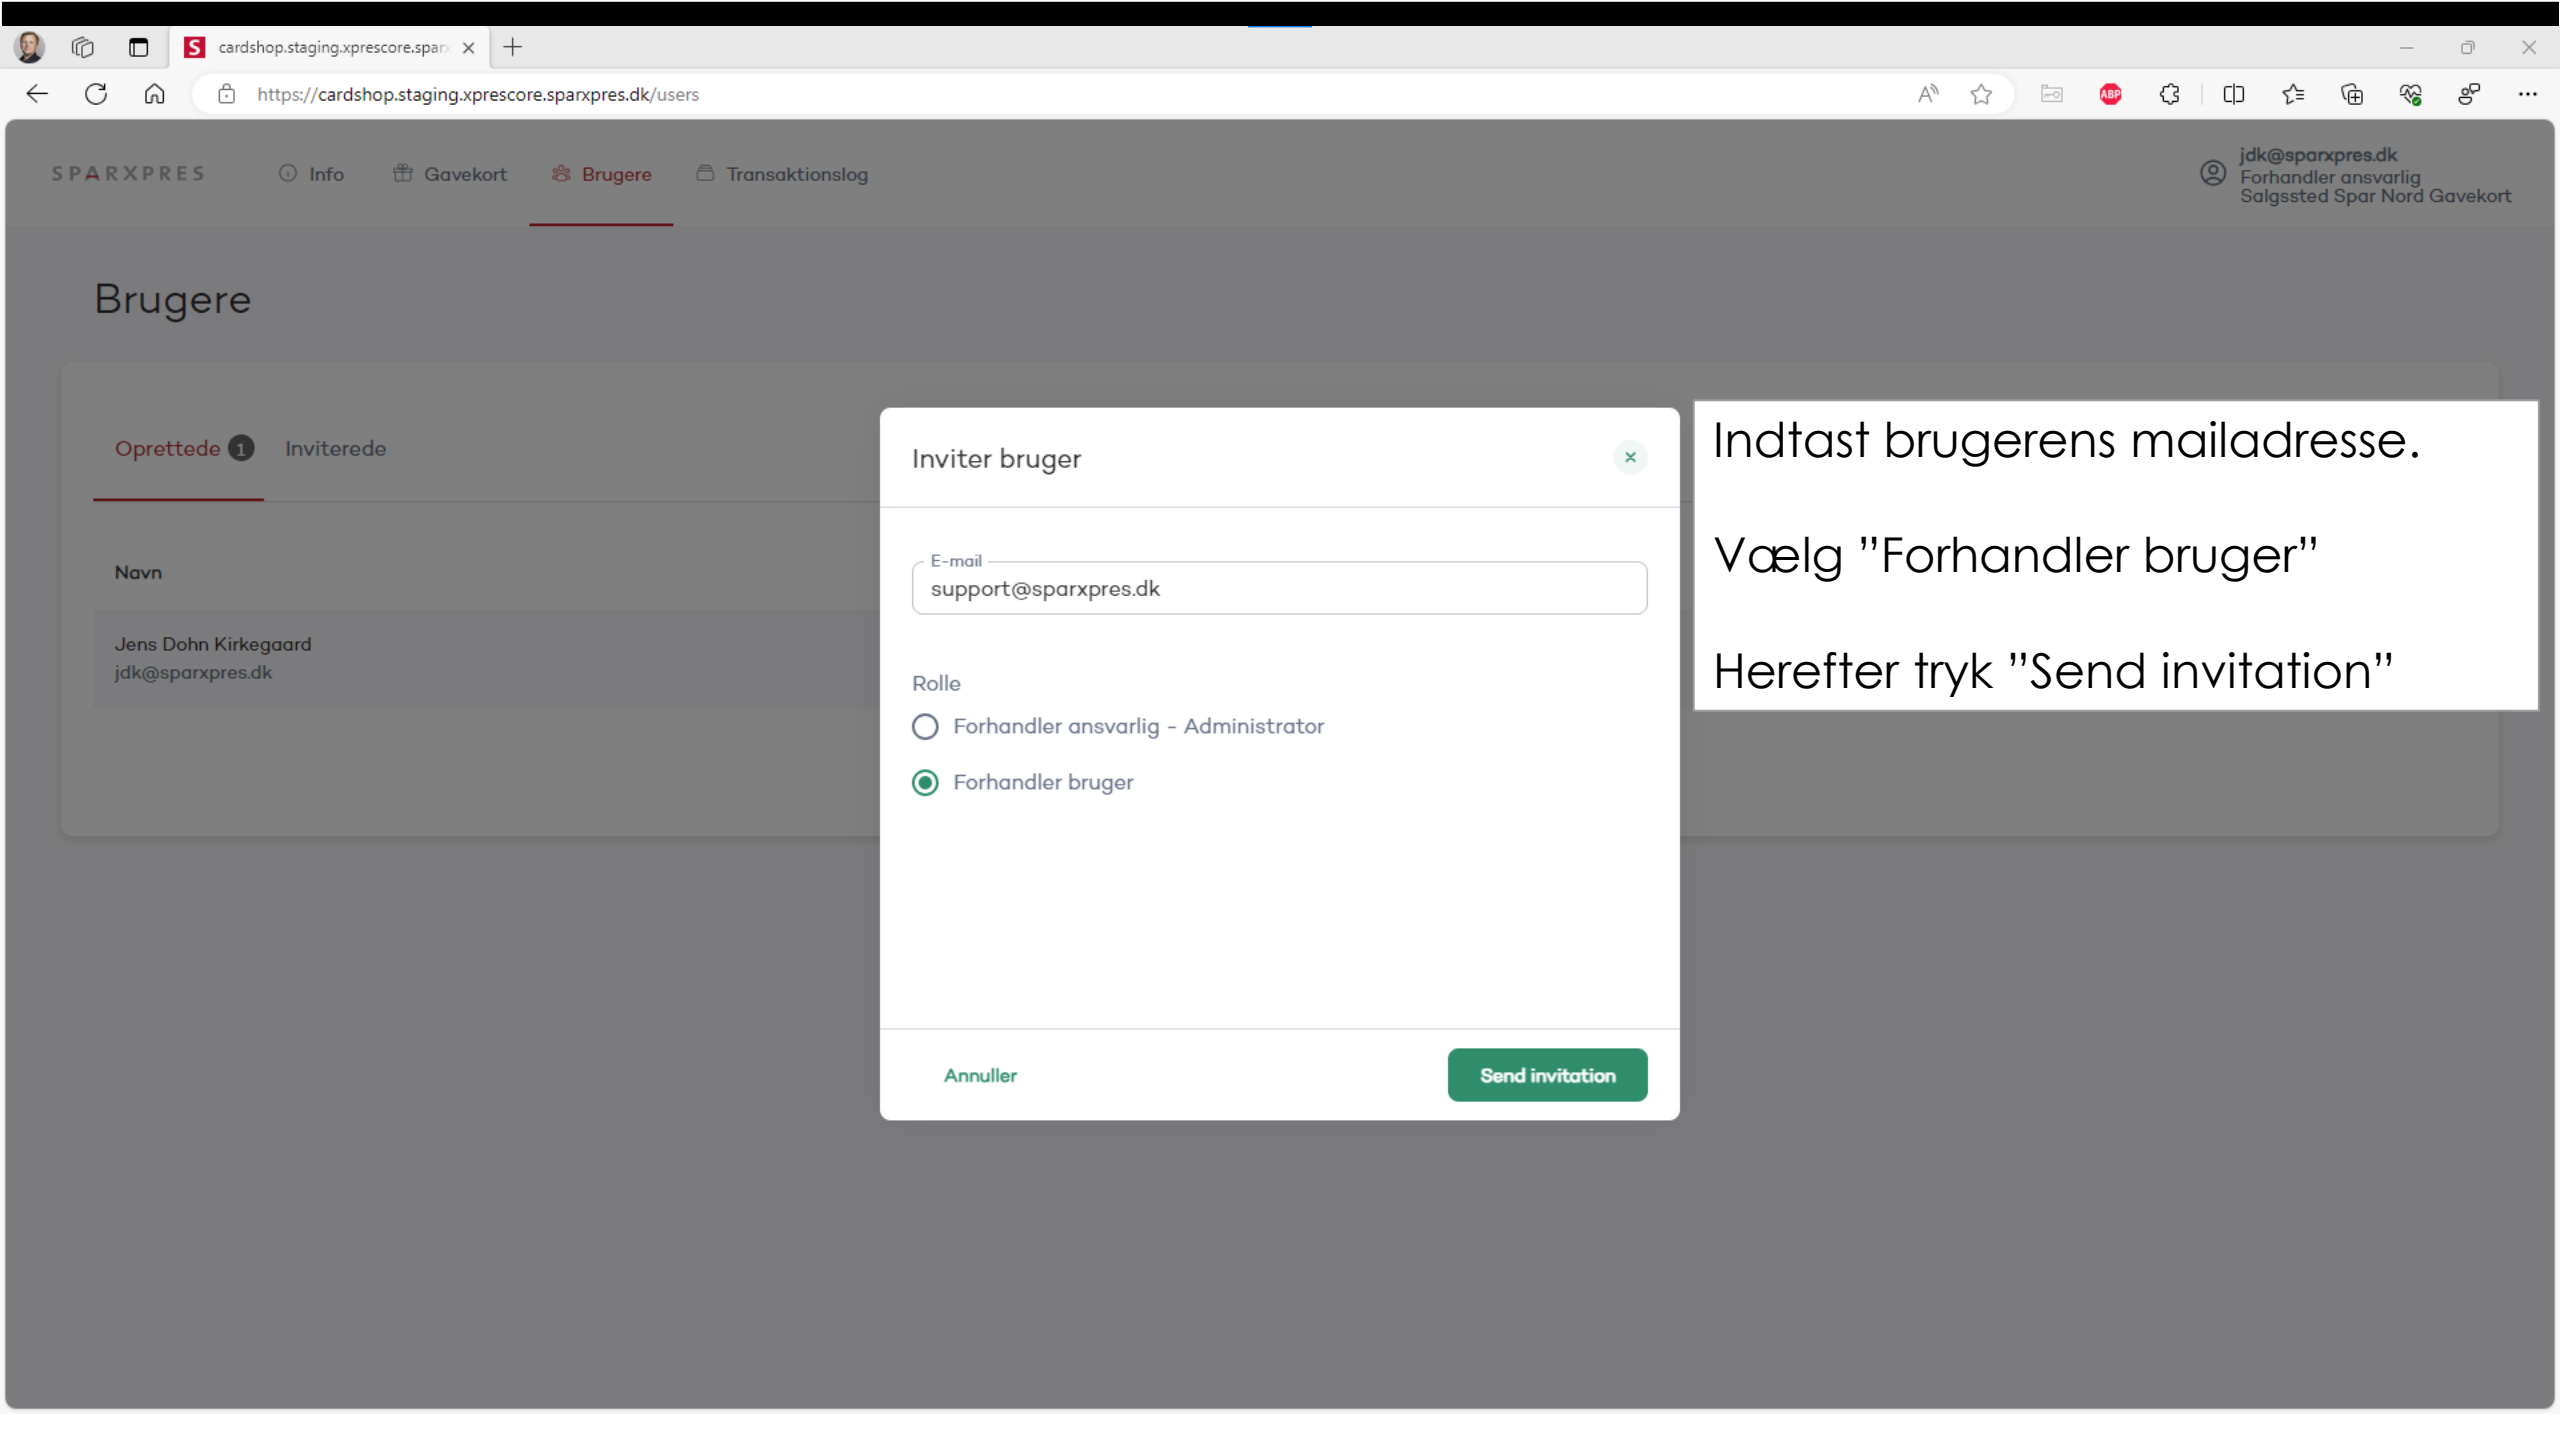 cardshop.staging.xprescore.sparx
https://cardshop.staging.xprescore.sparxpres.dk/users
ABP
SPARXPRES
Info
Gavekort
Brugere
Transaktionslog
jdk@sparxpres.dk
Forhandler ansvarlig
Salgssted Spar Nord Gavekort
Brugere
Oprettede 1
Inviterede
Navn
Jens Dohn Kirkegaard
jdk@sparxpres.dk
Inviter bruger
E-mail
support@sparxpres.dk
Rolle
Forhandler ansvarlig - Administrator
Forhandler bruger
Annuller
Send invitation
Indtast brugerens mailadresse.
Vælg ”Forhandler bruger”
Herefter tryk ”Send invitation”